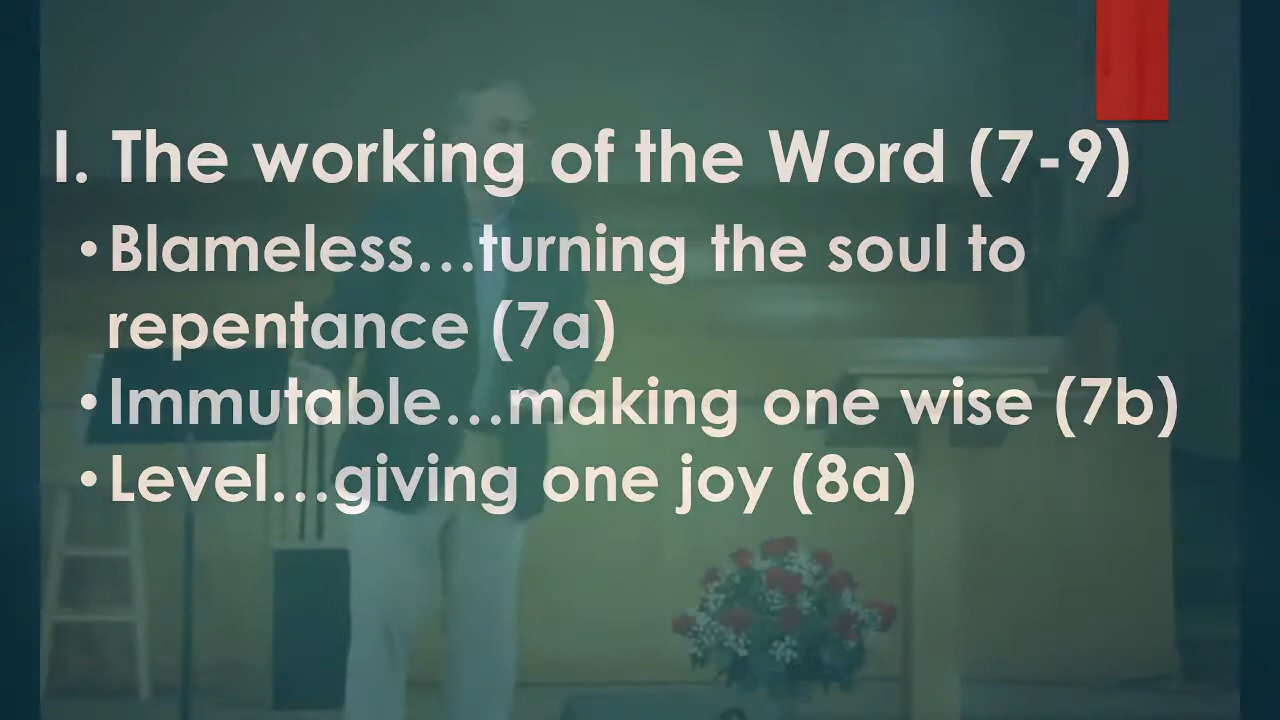 I. The working of the Word (7-9)
•Blameless…turning the soul to
repentance (7a)
•Immutable…making one wise (7b)
•Level…giving one joy (8a)